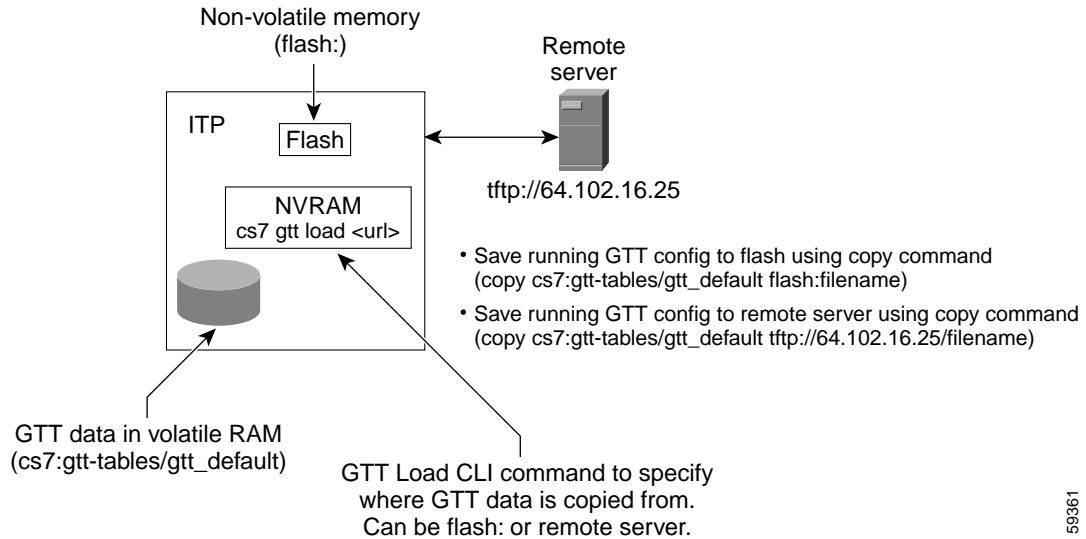 Non-volatile memory
(flash:)
Remote
server
ITP
Flash
tftp://64.102.16.25
NVRAM
cs7 gtt load <url>
• Save running GTT config to flash using copy command
(copy cs7:gtt-tables/gtt_default flash:filename)
• Save running GTT config to remote server using copy command
(copy cs7:gtt-tables/gtt_default tftp://64.102.16.25/filename)
GTT data in volatile RAM
(cs7:gtt-tables/gtt_default)
GTT Load CLI command to specify
where GTT data is copied from.
Can be flash: or remote server.
59361